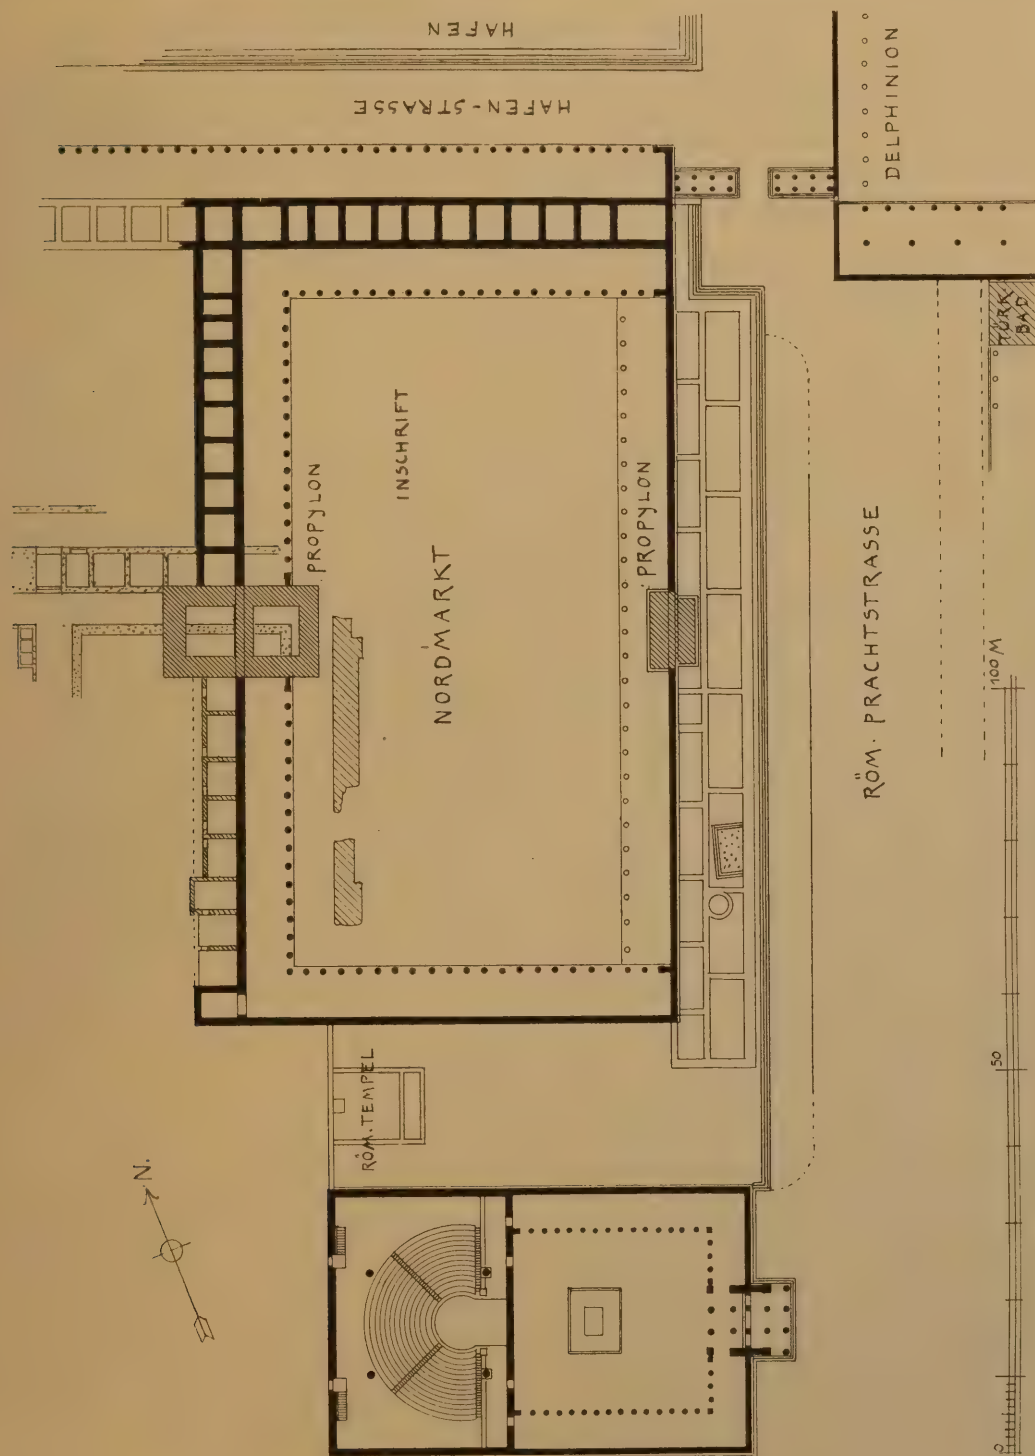 HAFEN
HAFEN-STRASSE
DELPHINION
TÜRK
BAD
INSCHRIFT
PROPYLON
PROPYLON
NORDMARKT
RÖM. PRACHTSTRASSE
RÖM. TEMPEL
N.
0
50
100 M